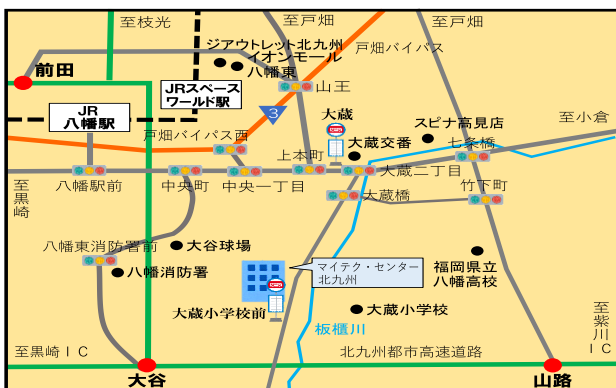 至枝光
至戸畑
至戸畑
ジアウトレット北九州
イオンモール
八幡東
戸畑バイパス
前田
JRスペース
ワールド駅
山王
3
大蔵
スピナ高見店
至小倉
JR
八幡駅
戸畑バイパス西
上本町
大蔵交番
七条橋
八幡駅前
中央町
中央一丁目
大蔵二丁目
至黒崎
大蔵橋
竹下町
八幡東消防署前
大谷球場
八幡消防署
マイテク・センター
北九州
福岡県立
八幡高校
大蔵小学校前
大蔵小学校
板櫃川
至紫川IC
至黒崎IC
北九州都市高速道路
大谷
山路